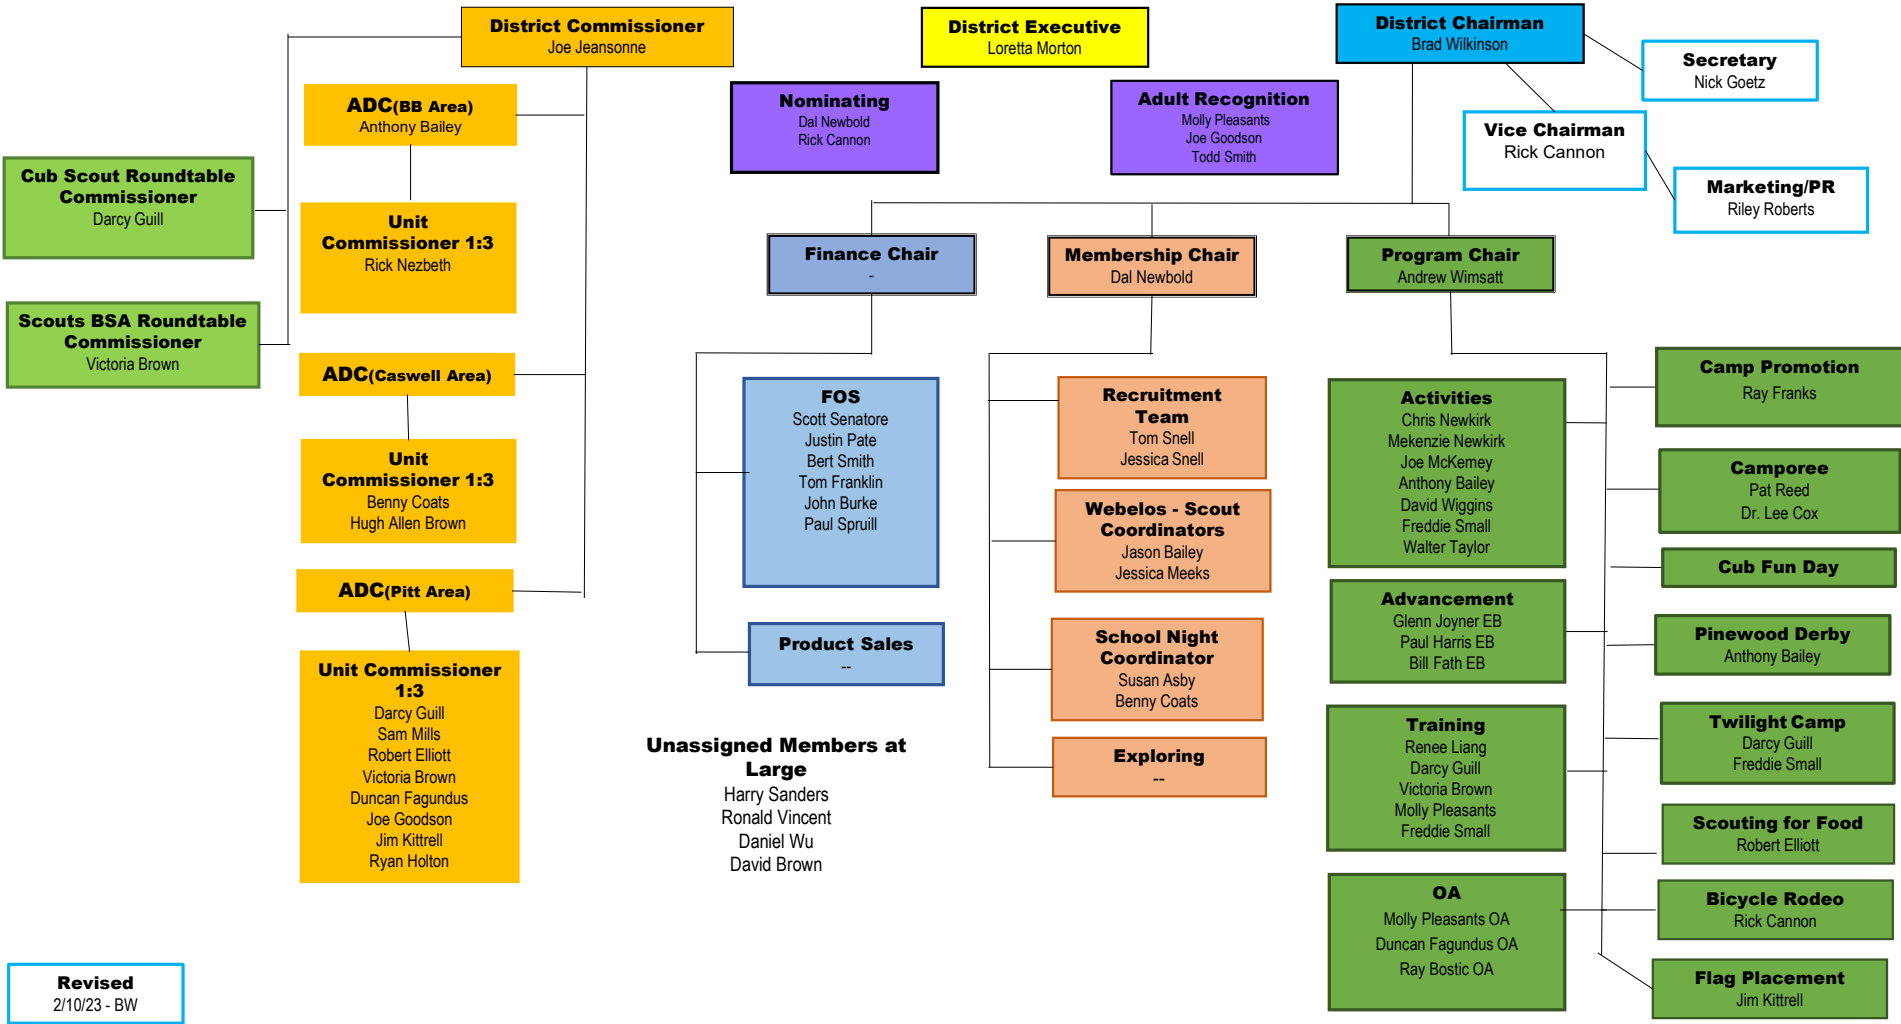 District Commissioner
Joe Jeansonne
District Executive
Loretta Morton
District Chairman
Brad Wilkinson
Secretary
Nick Goetz
Vice Chairman
Rick Cannon
Marketing/PR
Riley Roberts
Nominating
Dal Newbold
Rick Cannon
Adult Recognition
Molly Pleasants
Joe Goodson
Todd Smith
ADC(BB Area)
Anthony Bailey
Unit
Commissioner 1:3
Rick Nezbeth
Cub Scout Roundtable
Commissioner
Darcy Guill
Scouts BSA Roundtable
Commissioner
Victoria Brown
ADC(Caswell Area)
Unit
Commissioner 1:3
Benny Coats
Hugh Allen Brown
ADC(Pitt Area)
Unit Commissioner
1:3
Darcy Guill
Sam Mills
Robert Elliott
Victoria Brown
Duncan Fagundus
Joe Goodson
Jim Kittrell
Ryan Holton
Finance Chair
-
FOS
Scott Senatore
Justin Pate
Bert Smith
Tom Franklin
John Burke
Paul Spruill
Product Sales
--
Unassigned Members at
Large
Harry Sanders
Ronald Vincent
Daniel Wu
David Brown
Membership Chair
Dal Newbold
Recruitment
Team
Tom Snell
Jessica Snell
Webelos - Scout
Coordinators
Jason Bailey
Jessica Meeks
School Night
Coordinator
Susan Asby
Benny Coats
Exploring
--
Program Chair
Andrew Wimsatt
Activities
Chris Newkirk
Mekenzie Newkirk
Joe McKemey
Anthony Bailey
David Wiggins
Freddie Small
Walter Taylor
Advancement
Glenn Joyner EB
Paul Harris EB
Bill Fath EB
Training
Renee Liang
Darcy Guill
Victoria Brown
Molly Pleasants
Freddie Small
OA
Molly Pleasants OA
Duncan Fagundus OA
Ray Bostic OA
Camp Promotion
Ray Franks
Camporee
Pat Reed
Dr. Lee Cox
Cub Fun Day
Pinewood Derby
Anthony Bailey
Twilight Camp
Darcy Guill
Freddie Small
Scouting for Food
Robert Elliott
Bicycle Rodeo
Rick Cannon
Flag Placement
Jim Kittrell
Revised
2/10/23 - BW